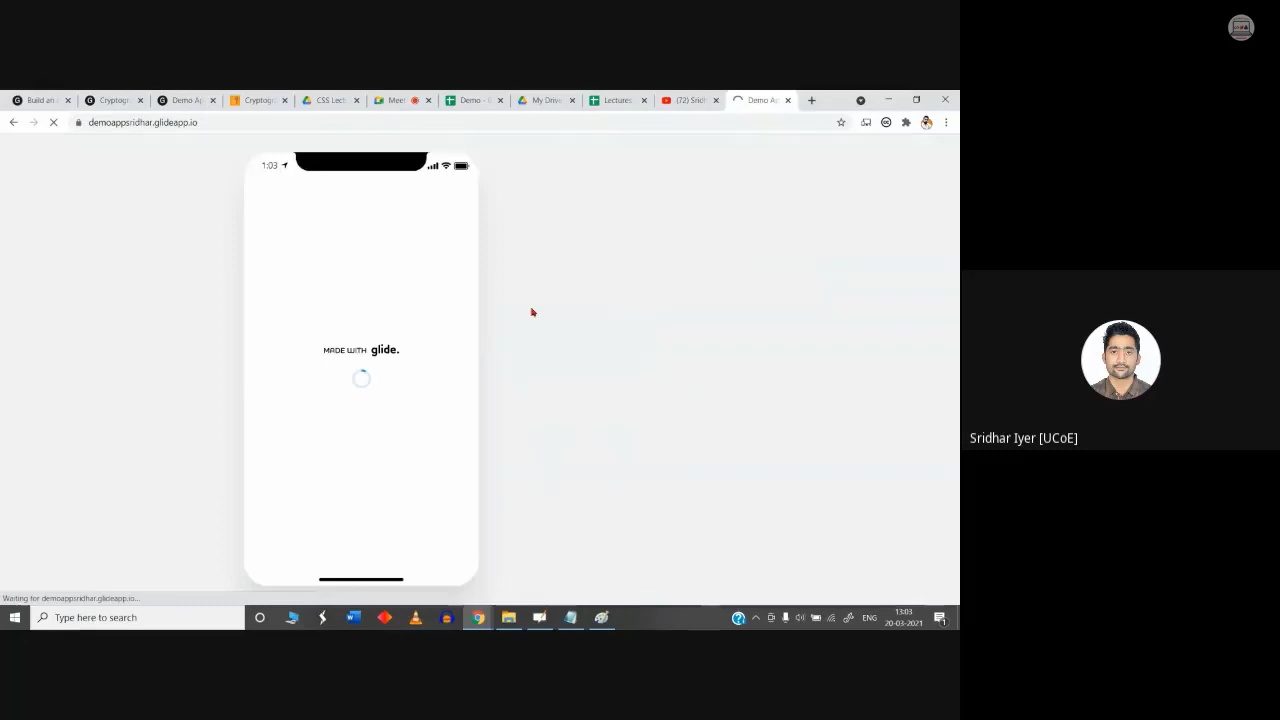 Build an
Cryptogr
Demo Ap
Cryptogr
CSS Lect
Meet
Demo -
My Drive
Lectures
(72) Sridh
Demo Ap
demoappsridhar.glideapp.io
1:03
MADE WITH glide.
Waiting for demoappsridhar.glideapp.io...
Type here to search
ENG
13:03
20-03-2021
Sridhar Iyer [UCoE]